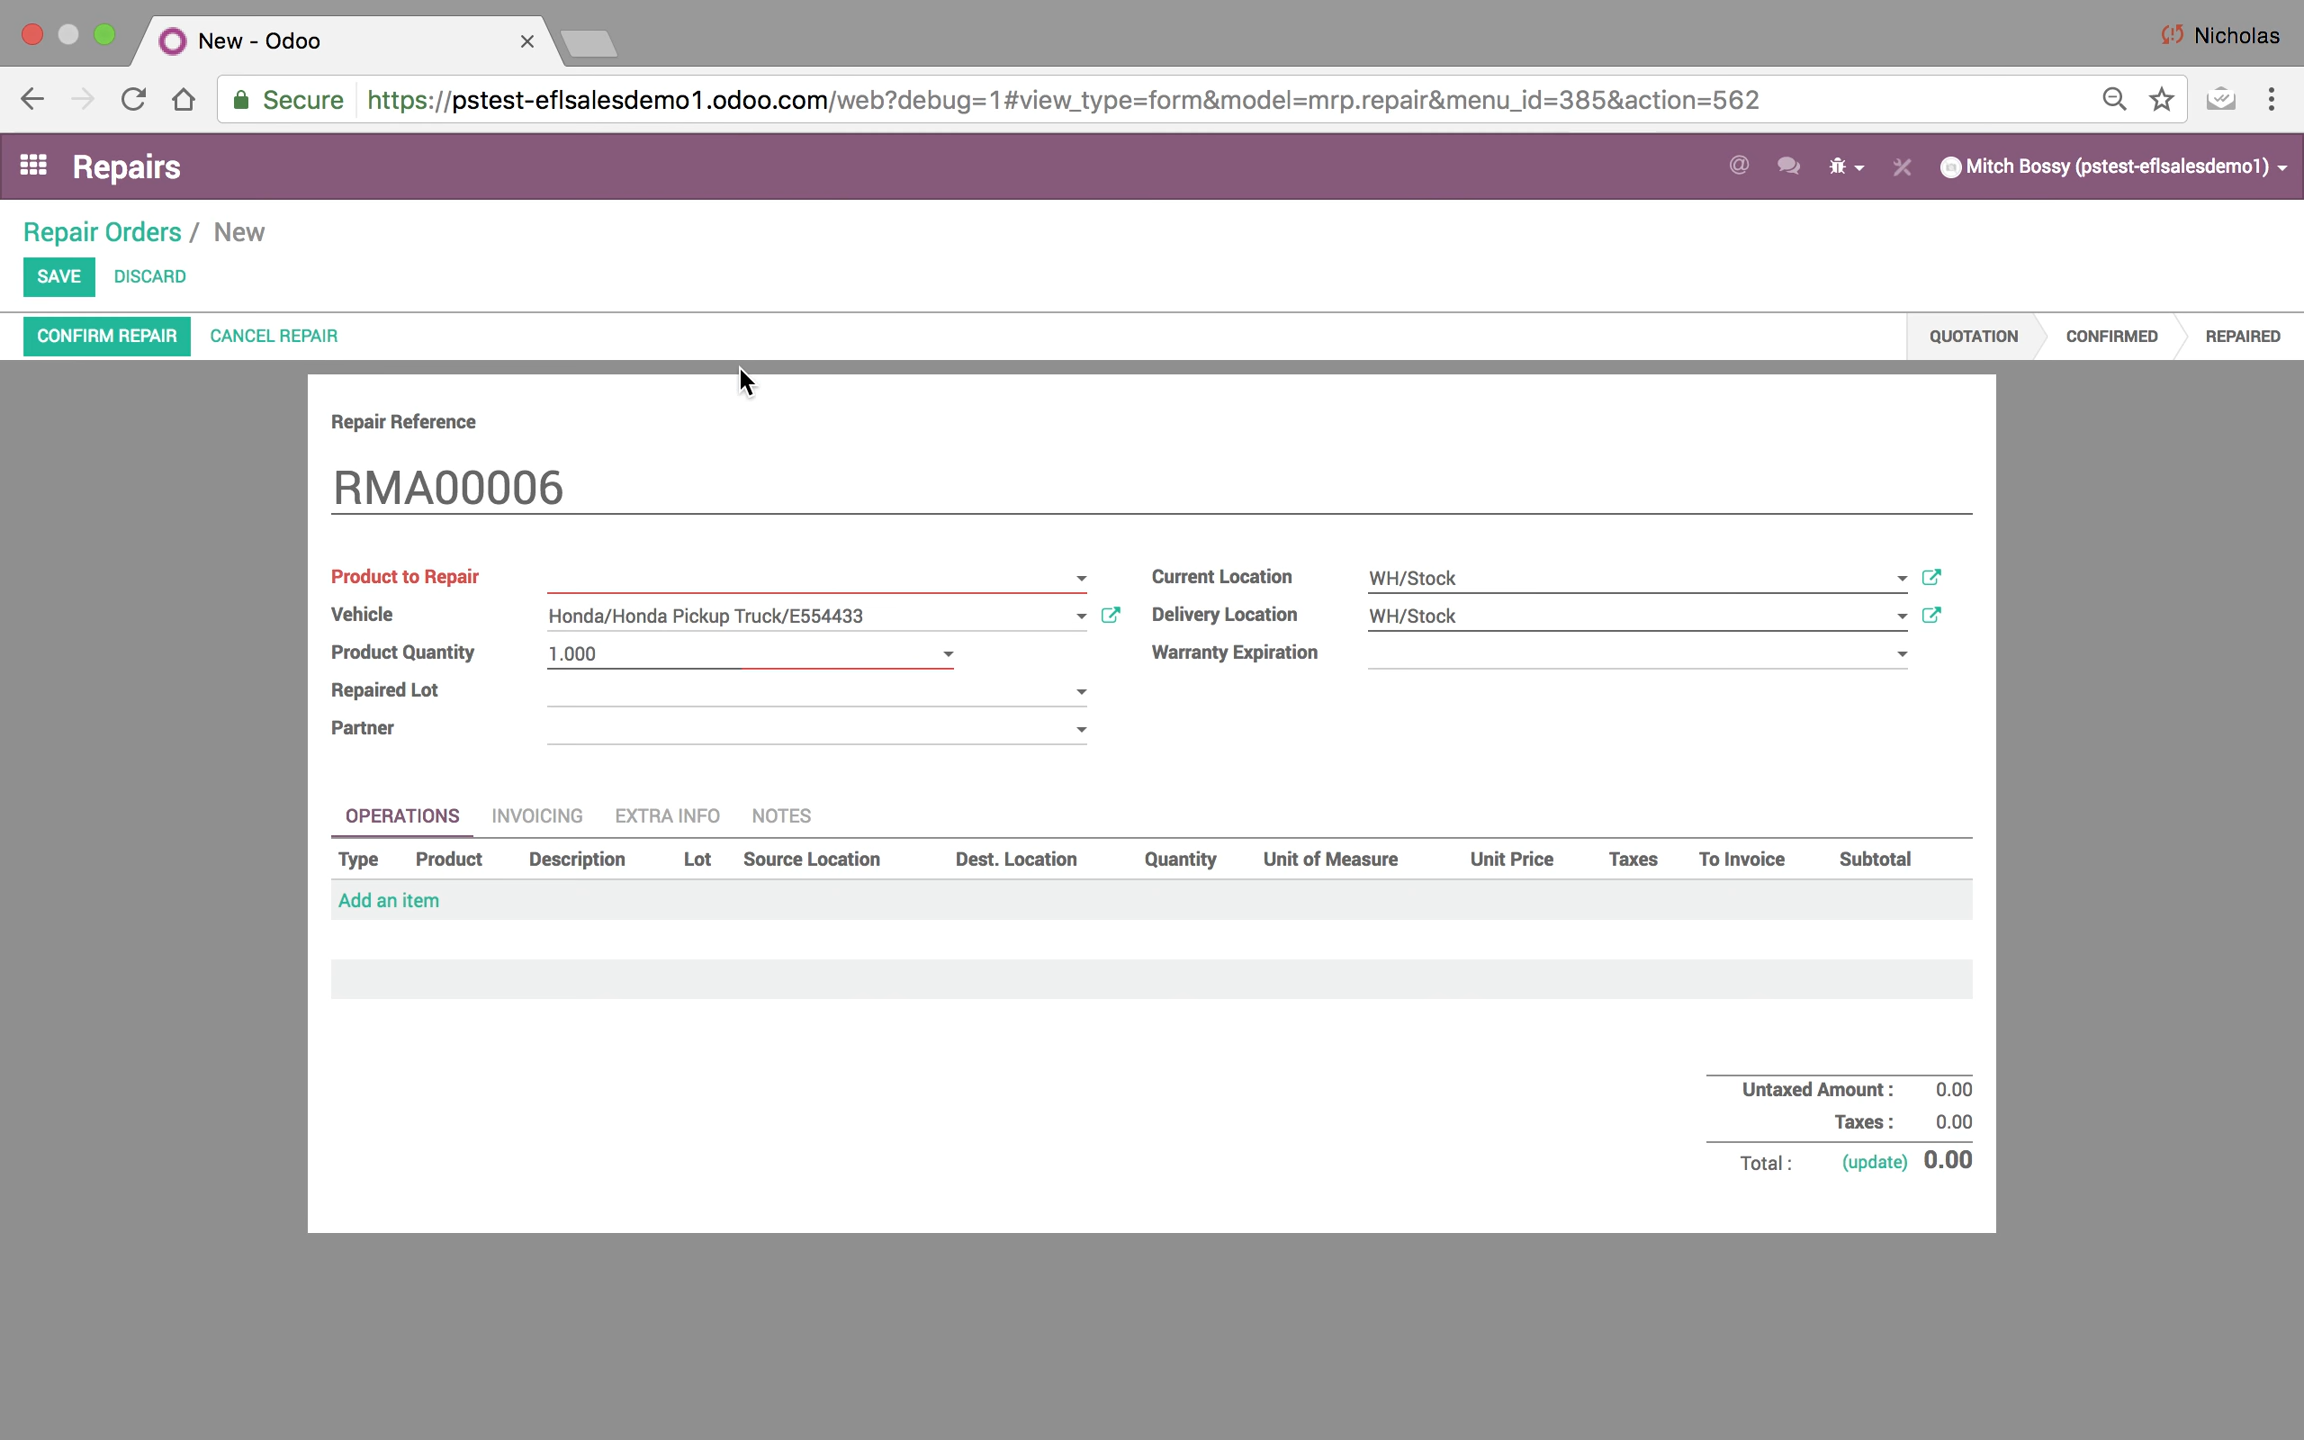 New - Odoo
Nicholas
Secure https://pstest-eflsalesdemo1.odoo.com/web?debug=1#view_type=form&model=mrp.repair&menu_id=385&action=562
Repairs
@ Mitch Bossy (pstest-eflsalesdemo1)
Repair Orders / New
SAVE DISCARD
CONFIRM REPAIR CANCEL REPAIR QUOTATION CONFIRMED REPAIRED
Repair Reference
RMA00006
Product to Repair Current Location WH/Stock
Vehicle Honda/Honda Pickup Truck/E554433 Delivery Location WH/Stock
Product Quantity 1.000 Warranty Expiration
Repaired Lot
Partner
OPERATIONS INVOICING EXTRA INFO NOTES
Type Product Description Lot Source Location Dest. Location Quantity Unit of Measure Unit Price Taxes To Invoice Subtotal
Add an item
Untaxed Amount : 0.00
Taxes : 0.00
Total : (update) 0.00